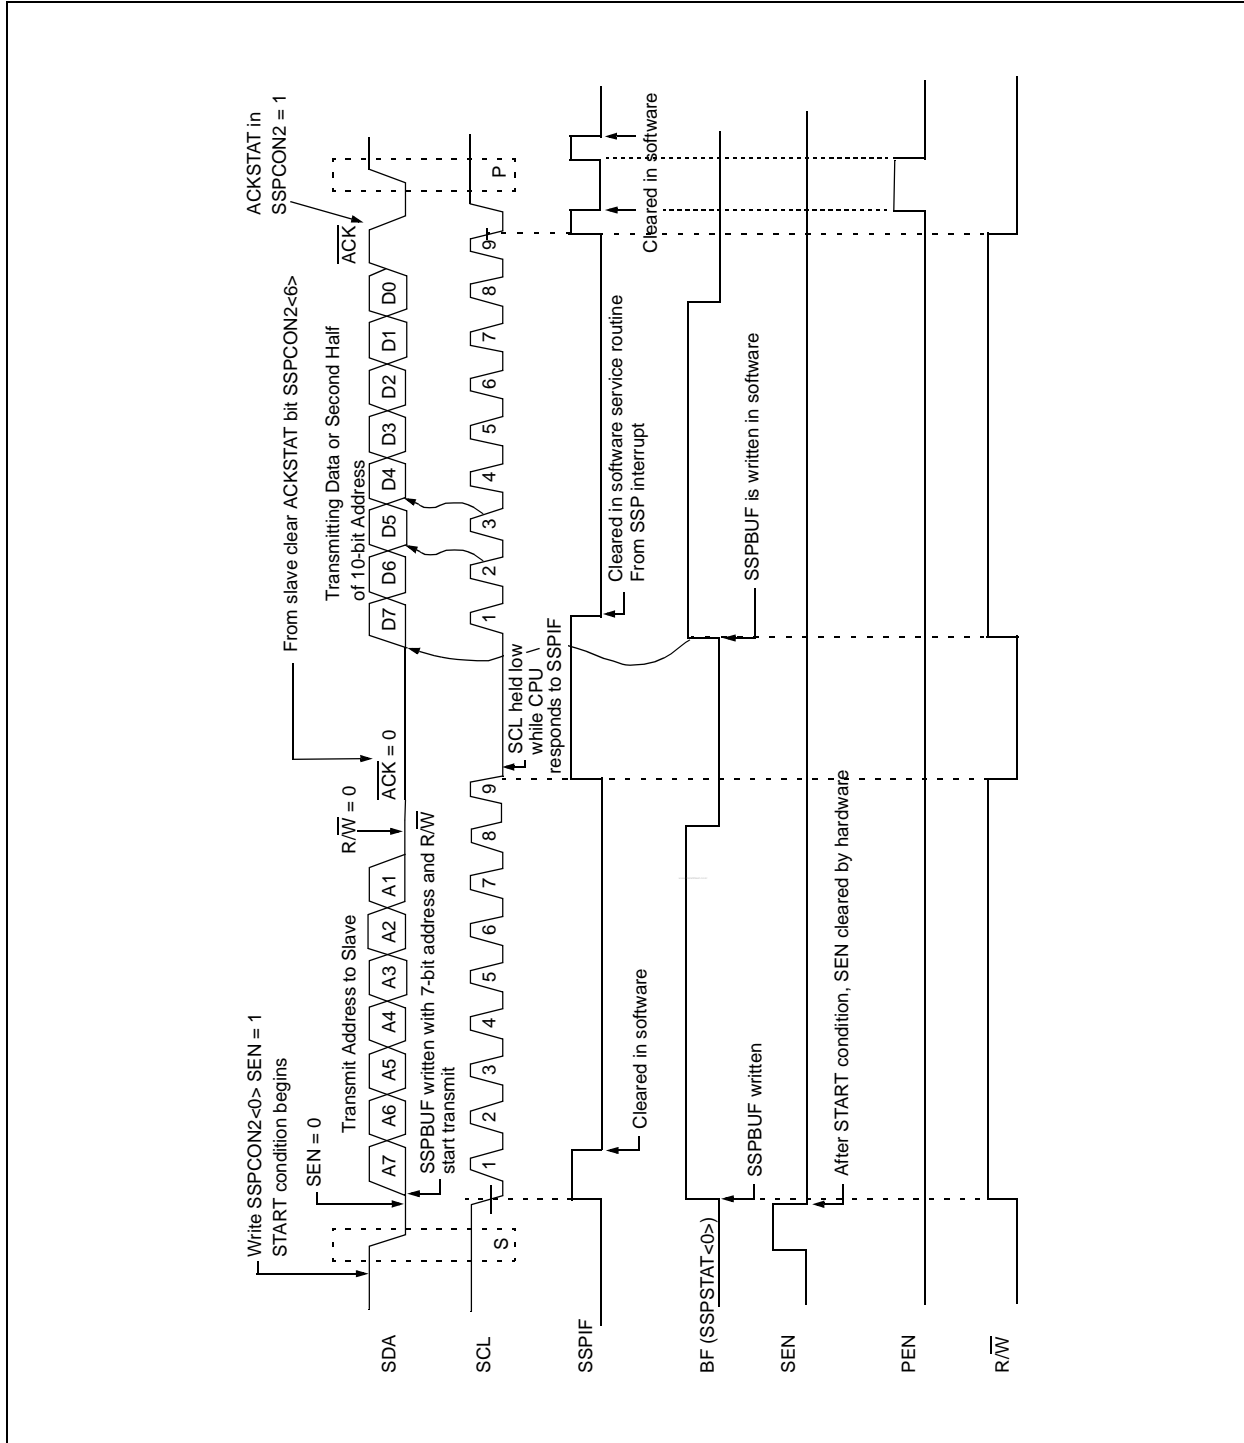 Write SSPCON2<0> SEN = 1
START condition begins
SEN = 0
Transmit Address to Slave
R/W = 0
ACK = 0
From slave clear ACKSTAT bit SSPCON2<6>
Transmitting Data or Second Half
of 10-bit Address
ACK
ACKSTAT in
SSPCON2 = 1
SDA
A7 A6 A5 A4 A3 A2 A1
D7 D6 D5 D4 D3 D2 D1 D0
SSPBUF written with 7-bit address and R/W
start transmit
SCL
S
1 2 3 4 5 6 7 8 9
1 2 3 4 5 6 7 8 9
P
SCL held low
while CPU
responds to SSPIF
SSPIF
Cleared in software
Cleared in software service routine
From SSP interrupt
Cleared in software
Cleared in software
BF (SSPSTAT<0>)
SSPBUF written
SSPBUF is written in software
SEN
After START condition, SEN cleared by hardware
PEN
R/W